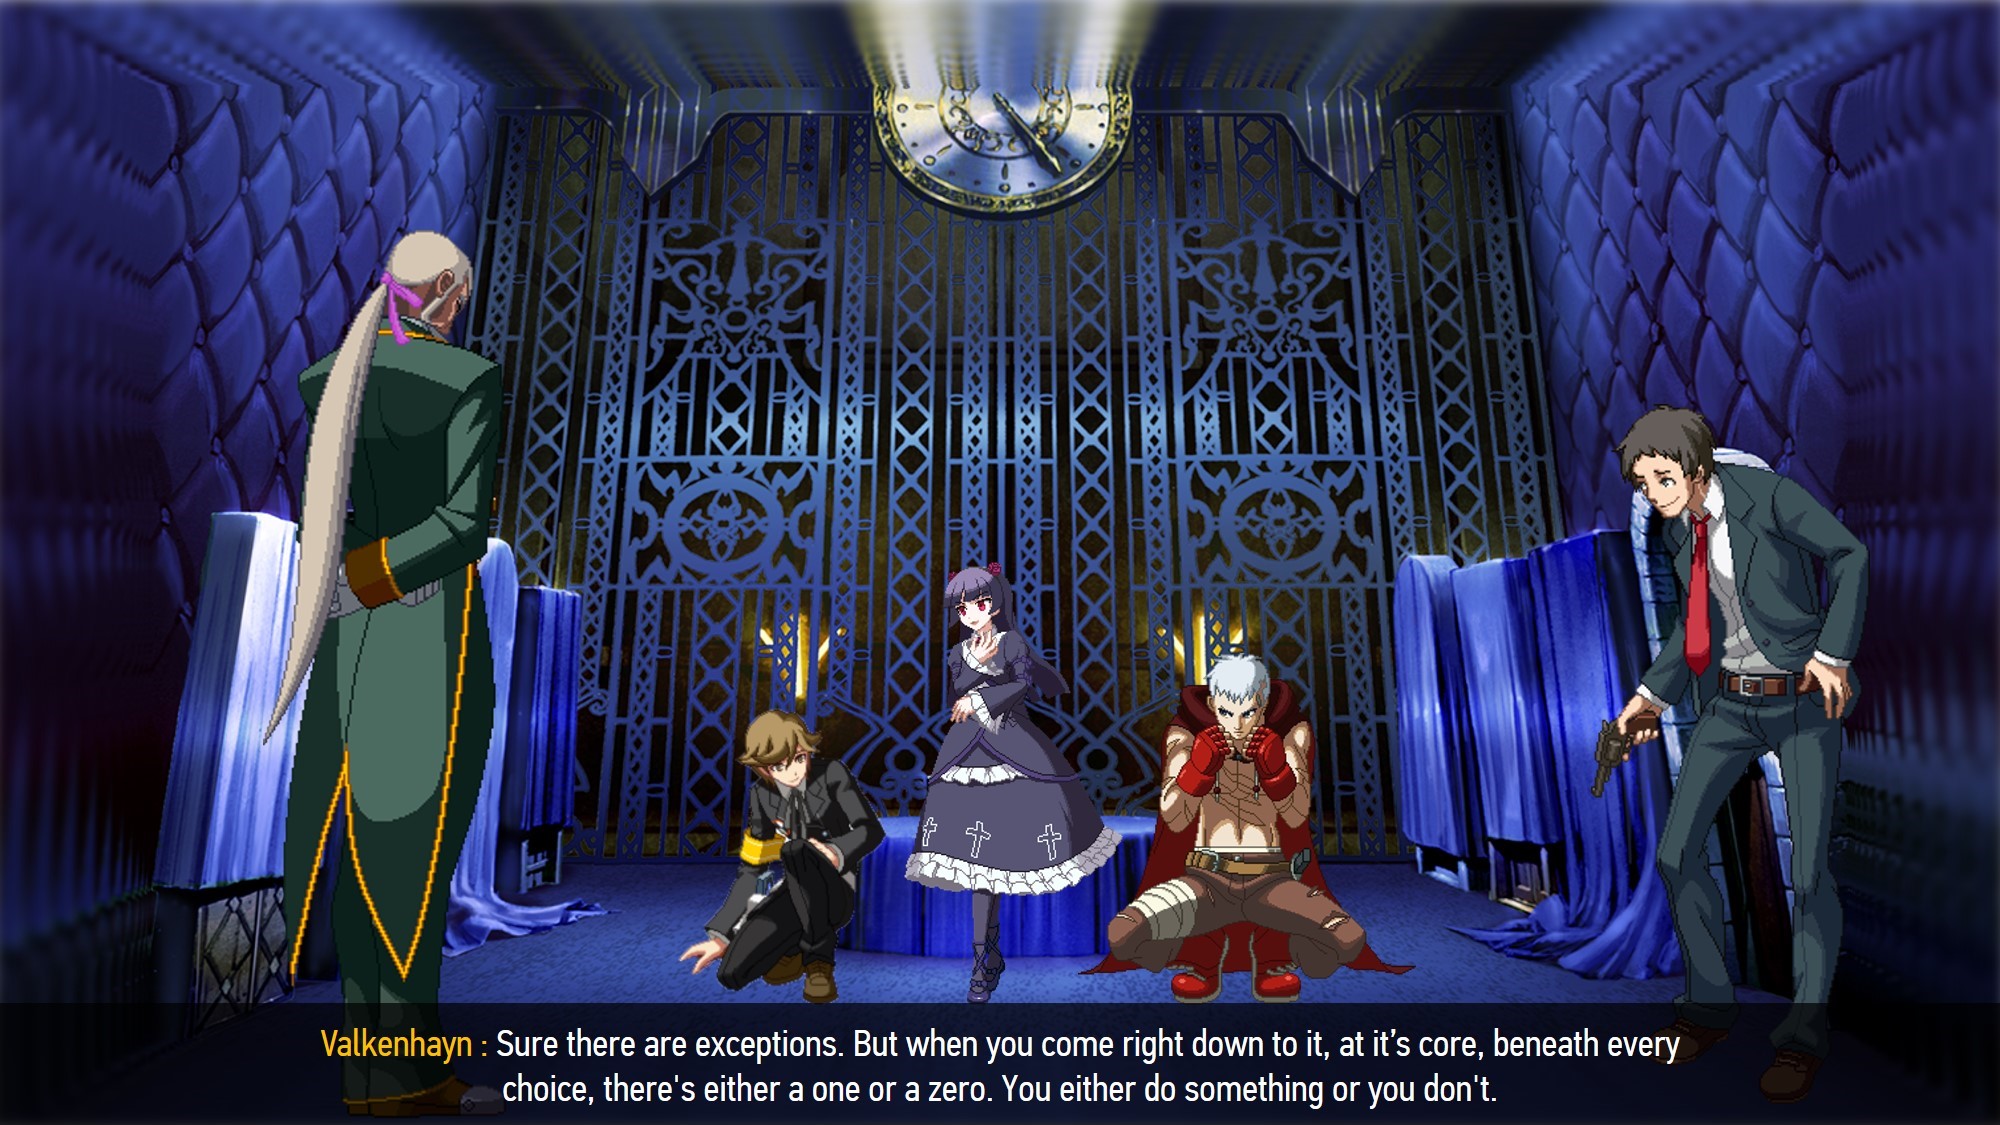 Valkenhayn : Sure there are exceptions. But when you come right down to it, at it’s core, beneath every
choice, there's either a one or a zero. You either do something or you don't.